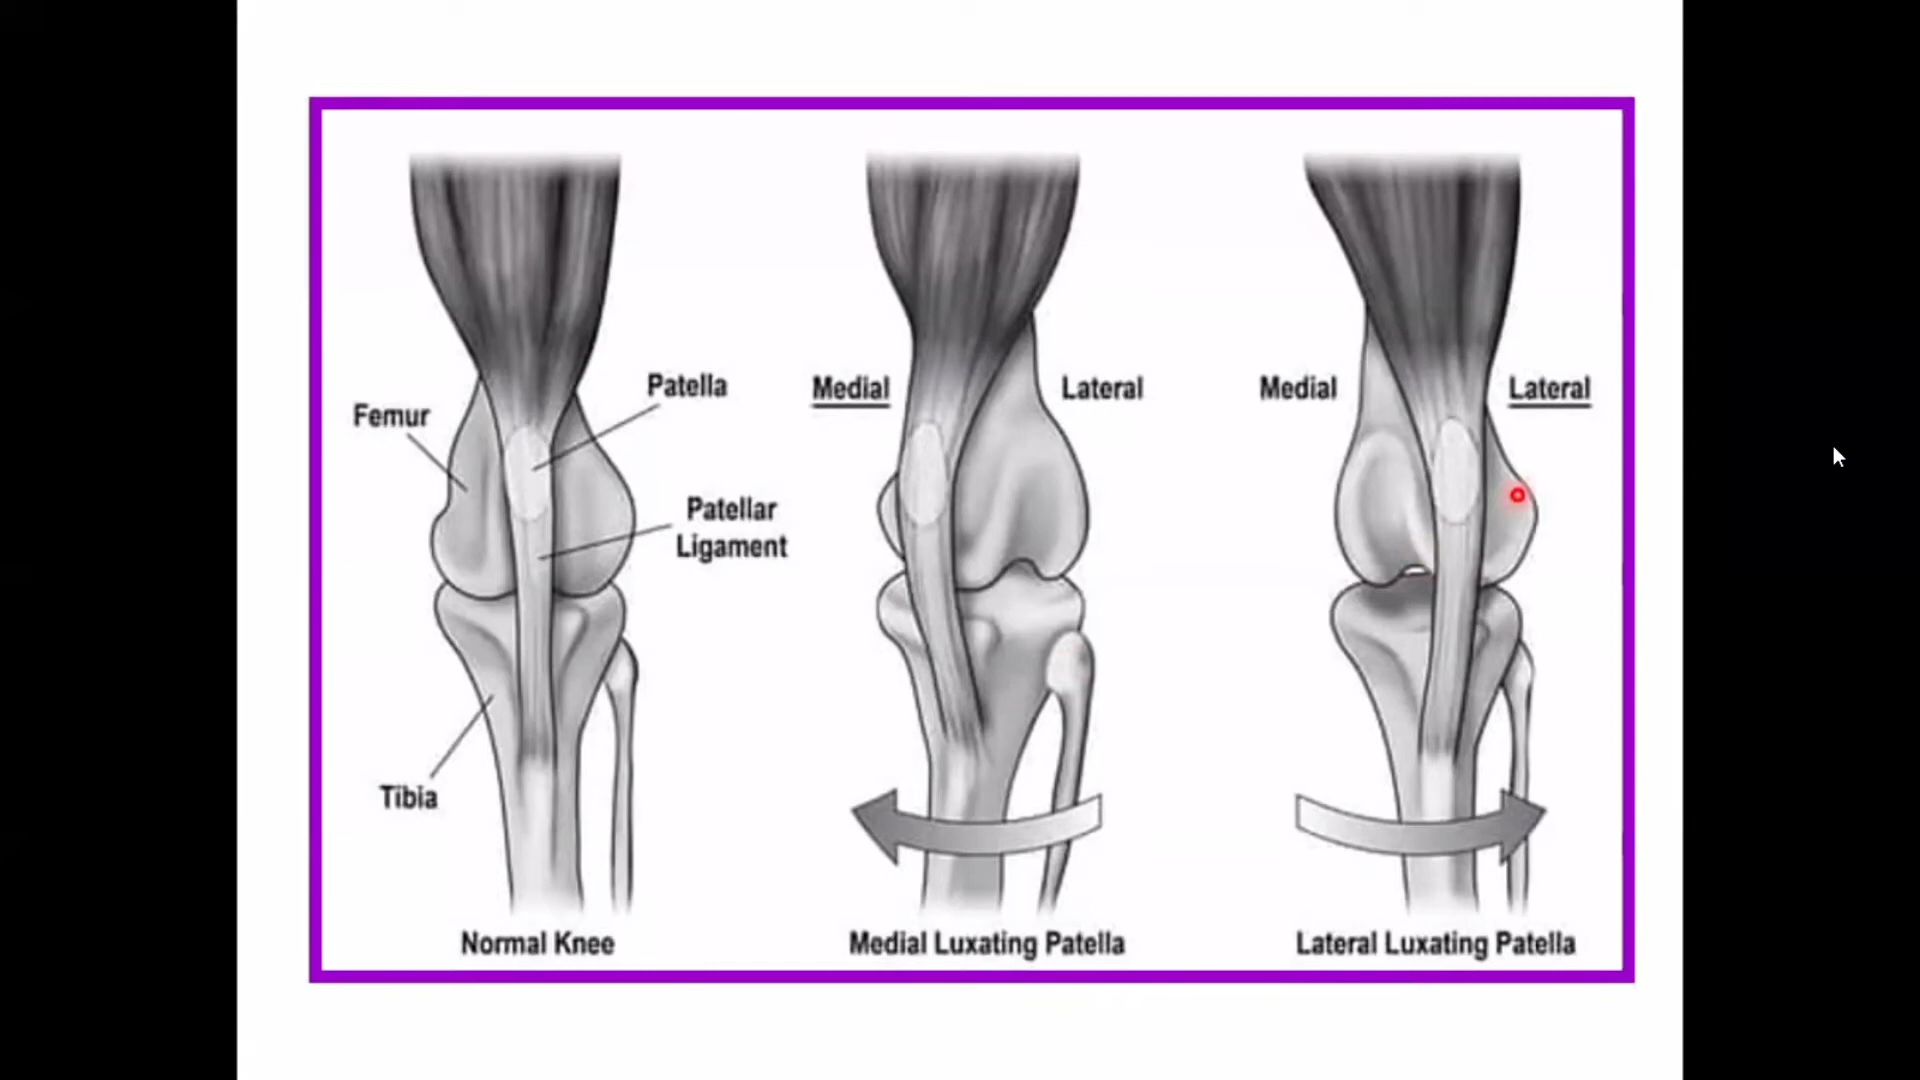 Patella
Femur
Patellar
Ligament
Tibia
Normal Knee
Medial
Lateral
Medial Luxating Patella
Medial
Lateral
Lateral Luxating Patella